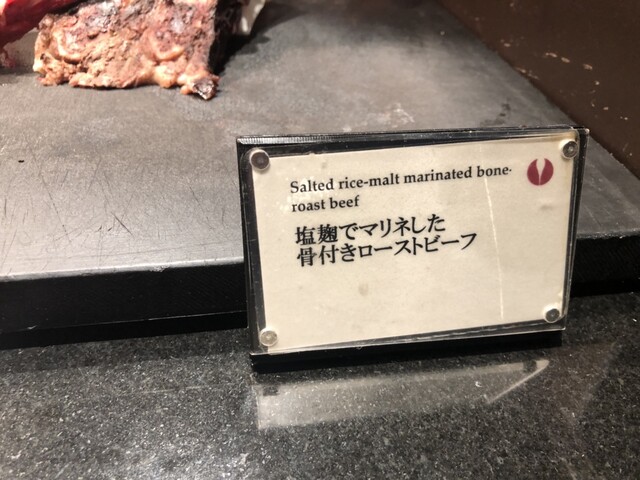 Salted rice-malt marinated bone-
roast beef
塩麹でマリネした
骨付きローストビーフ